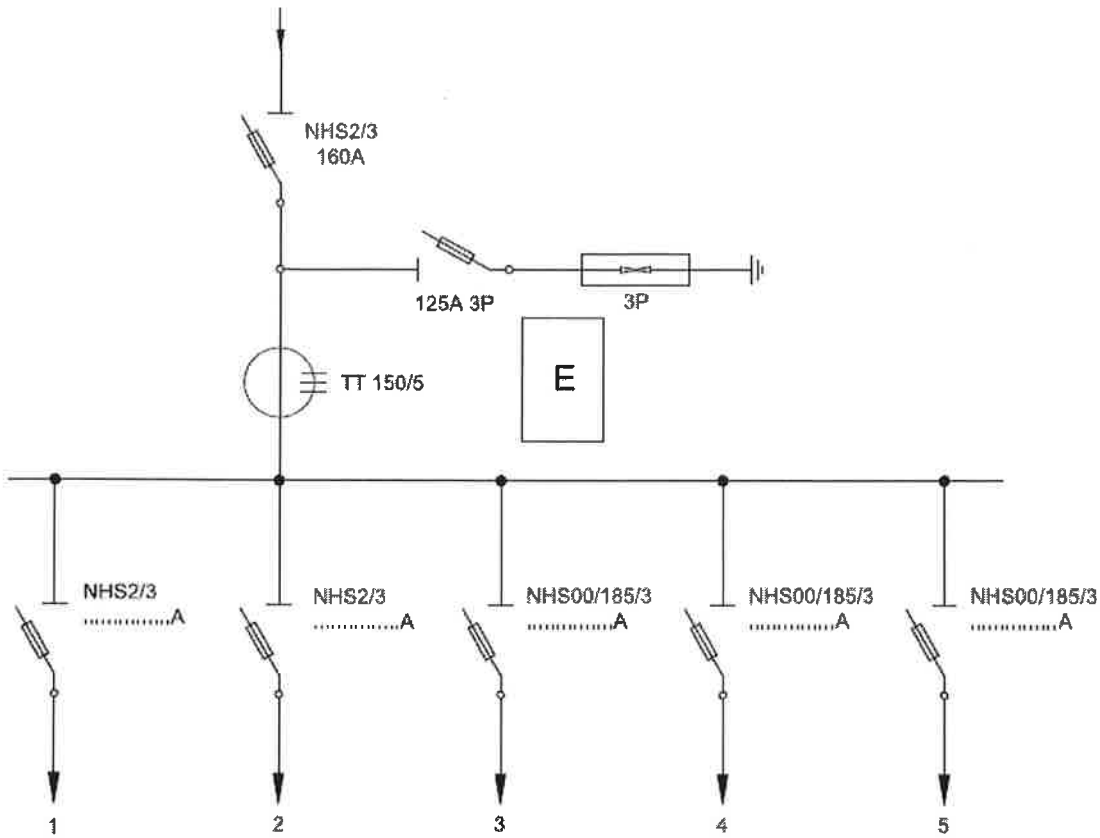 NHS2/3
160A
125A 3P
3P
TT 150/5
E
NHS2/3
............A
NHS2/3
............A
NHS00/185/3
............A
NHS00/185/3
............A
NHS00/185/3
............A
1
2
3
4
5